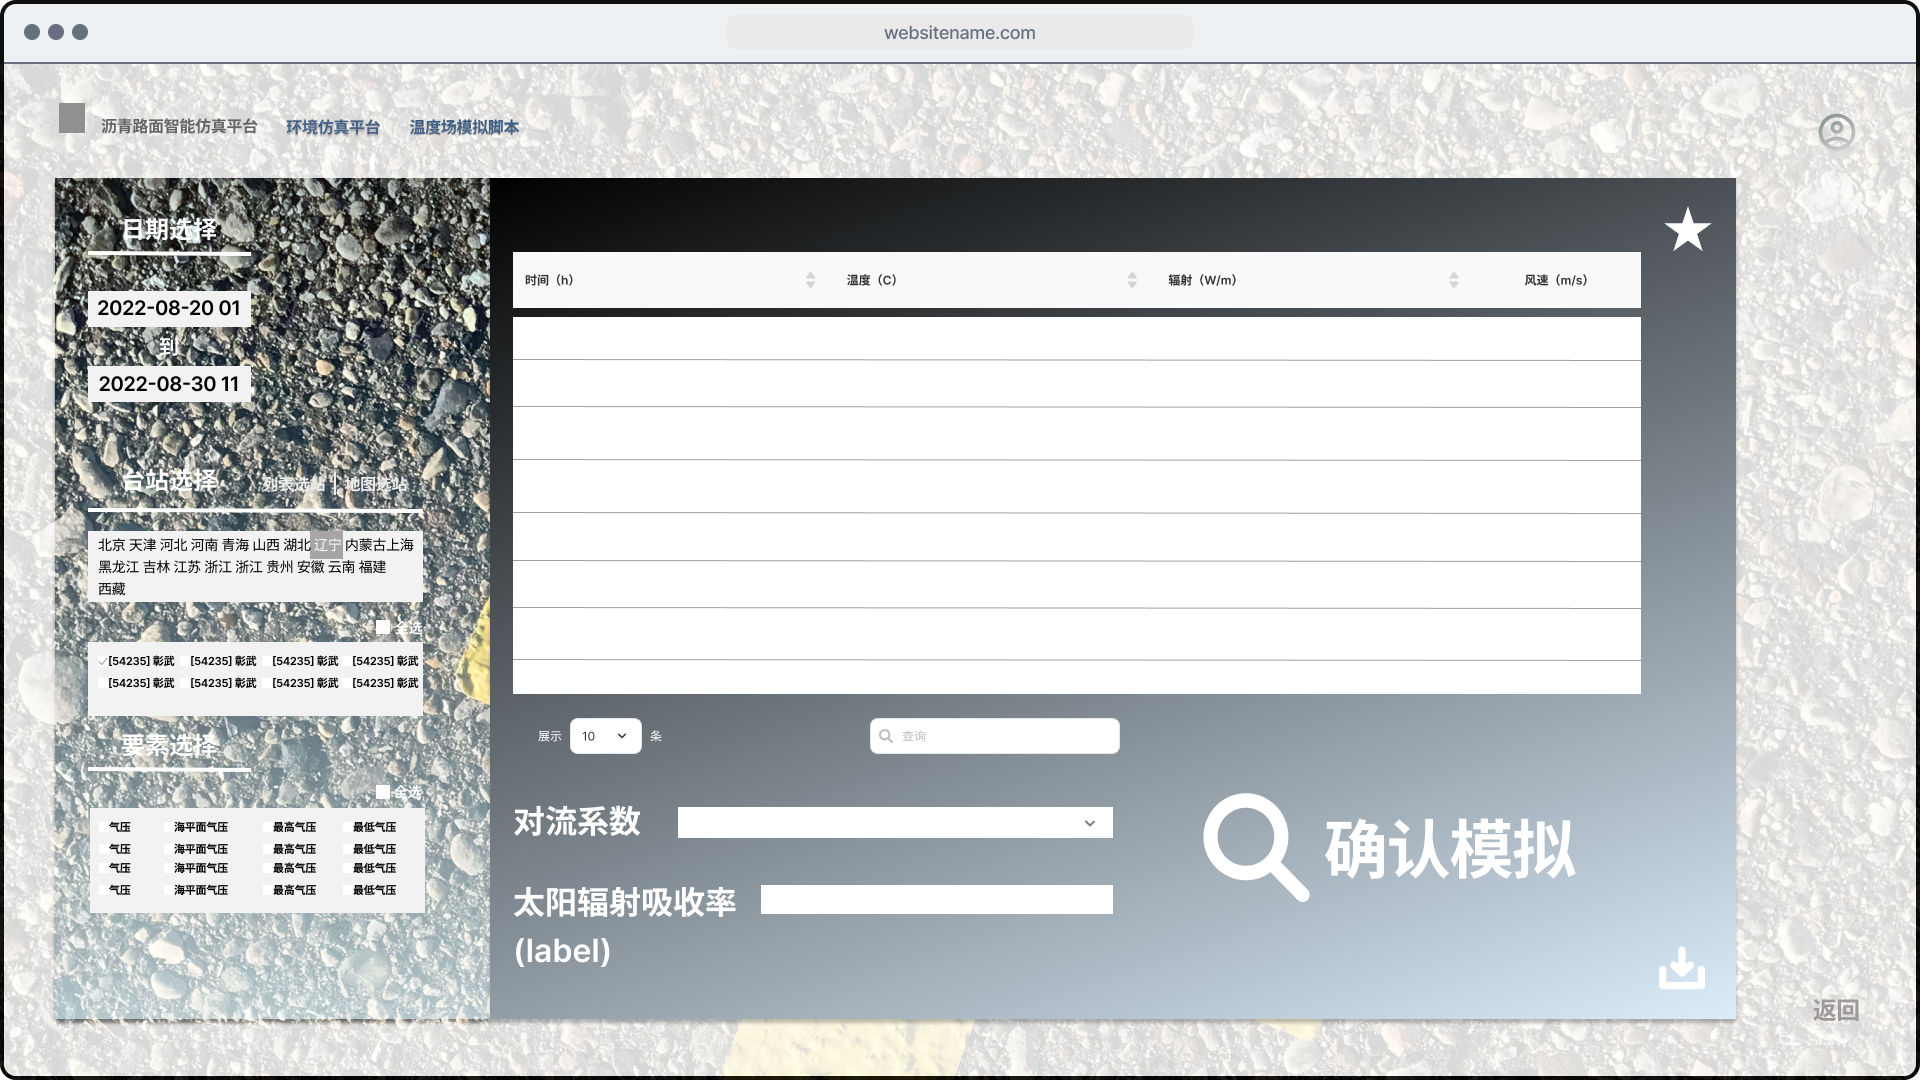 websitename.com
沥青路面智能仿真平台 环境仿真平台 温度场模拟脚本
日期选择
2022-08-20 01
到
2022-08-30 11
台站选择 列表选站 | 地图选站
北京 天津 河北 河南 青海 山西 湖北 辽宁 内蒙古上海
黑龙江 吉林 江苏 浙江 浙江 贵州 安徽 云南 福建
西藏
全选
[54235] 彰武 [54235] 彰武 [54235] 彰武 [54235] 彰武
[54235] 彰武 [54235] 彰武 [54235] 彰武 [54235] 彰武
要素选择
全选
气压 海平面气压 最高气压 最低气压
气压 海平面气压 最高气压 最低气压
气压 海平面气压 最高气压 最低气压
气压 海平面气压 最高气压 最低气压
时间（h） 温度（C） 辐射（W/m） 风速（m/s）
展示 10 条 查询
对流系数
太阳辐射吸收率
(label)
确认模拟
返回